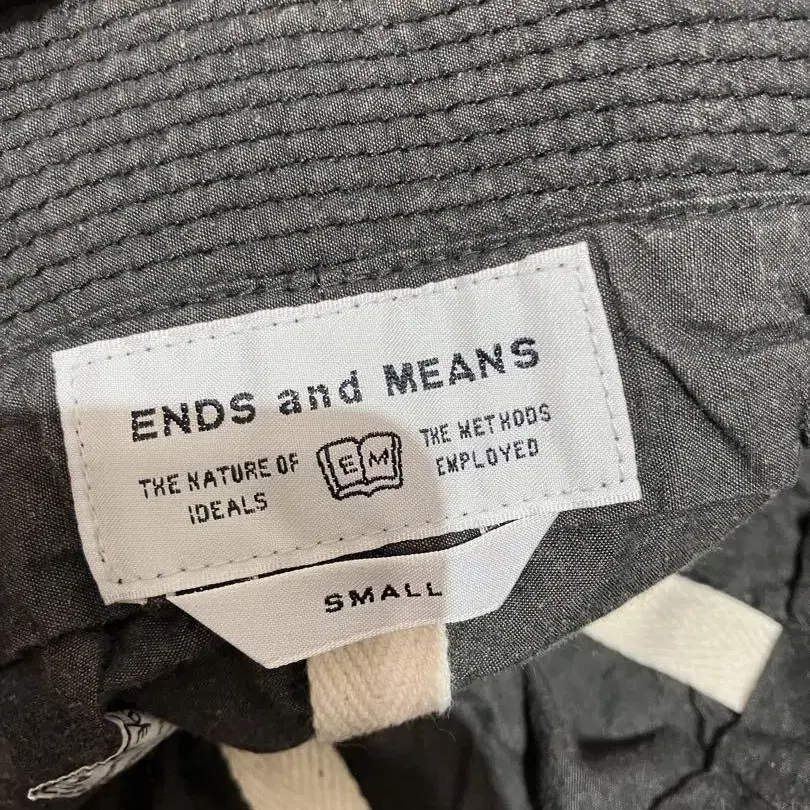 ENDS and MEANS
THE NATURE OF
IDEALS
E M
THE METHODS
EMPLOYED
SMALL